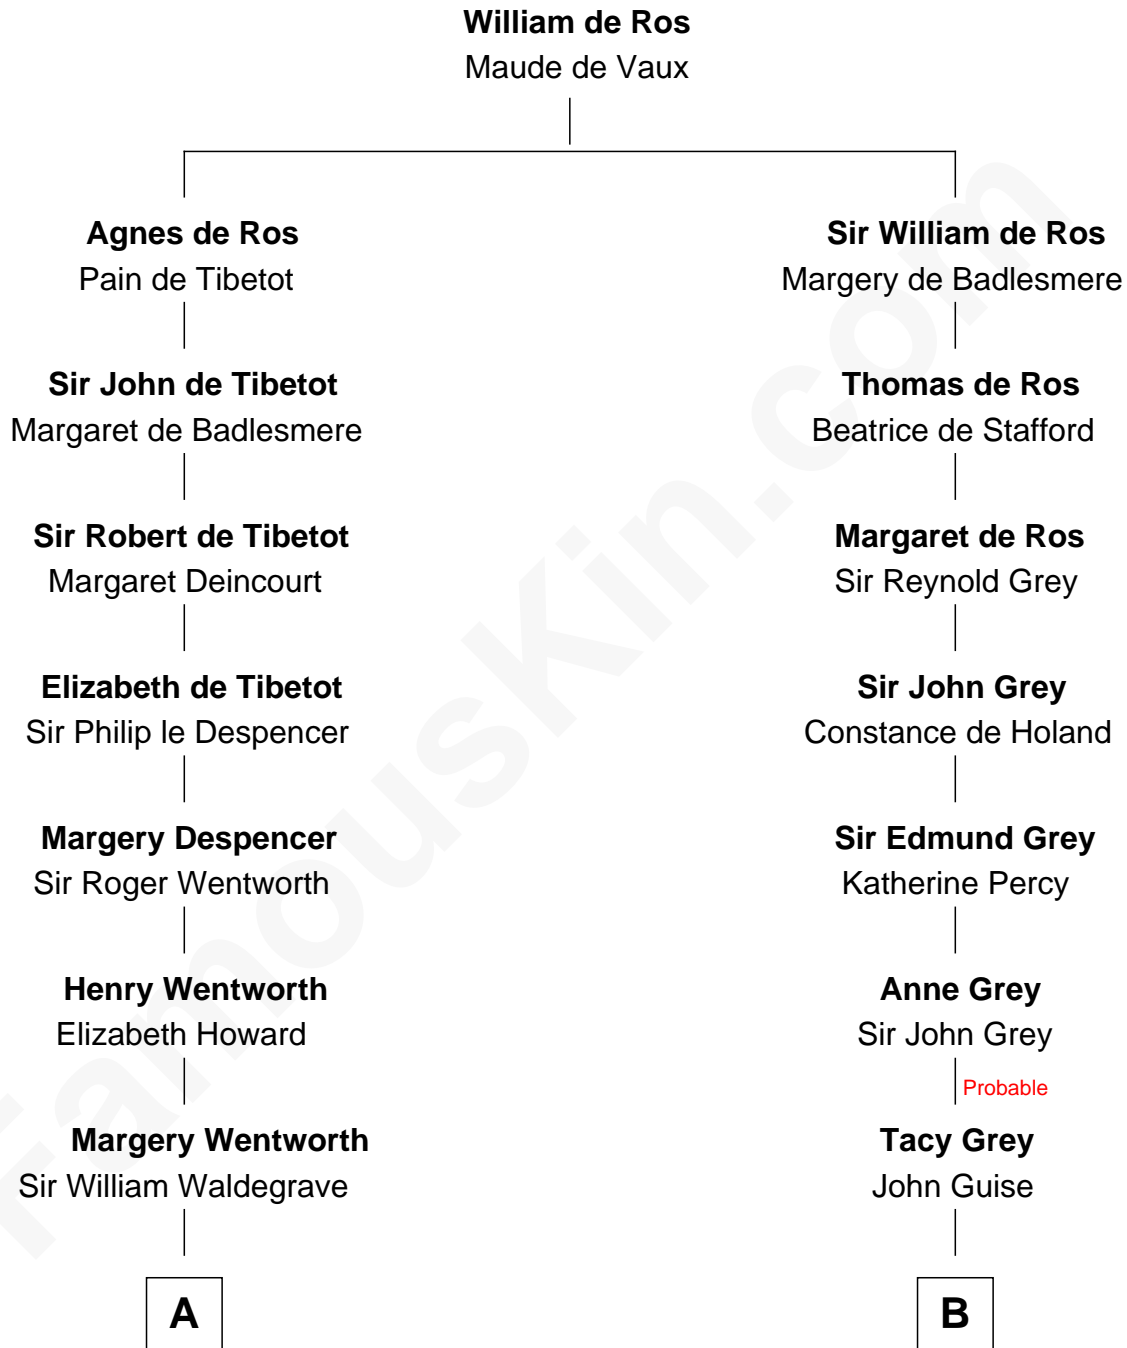 William de Ros
Maude de Vaux
Agnes de Ros
Pain de Tibetot
Sir William de Ros
Margery de Badlesmere
Sir John de Tibetot
Margaret de Badlesmere
Thomas de Ros
Beatrice de Stafford
Sir Robert de Tibetot
Margaret Deincourt
Margaret de Ros
Sir Reynold Grey
Elizabeth de Tibetot
Sir Philip le Despencer
Sir John Grey
Constance de Holand
Margery Despencer
Sir Roger Wentworth
Sir Edmund Grey
Katherine Percy
Henry Wentworth
Elizabeth Howard
Anne Grey
Sir John Grey
Probable
Margery Wentworth
Sir William Waldegrave
Tacy Grey
John Guise
A
B
FamousKin.com